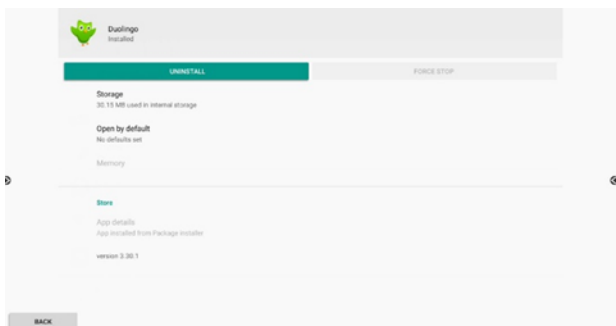 Duolingo
Installed
UNINSTALL
FORCE STOP
Storage
30.15 MB used in internal storage
Open by default
No defaults set
Memory
Store
App details
App installed from Package Installer
version 3.38.1
BACK